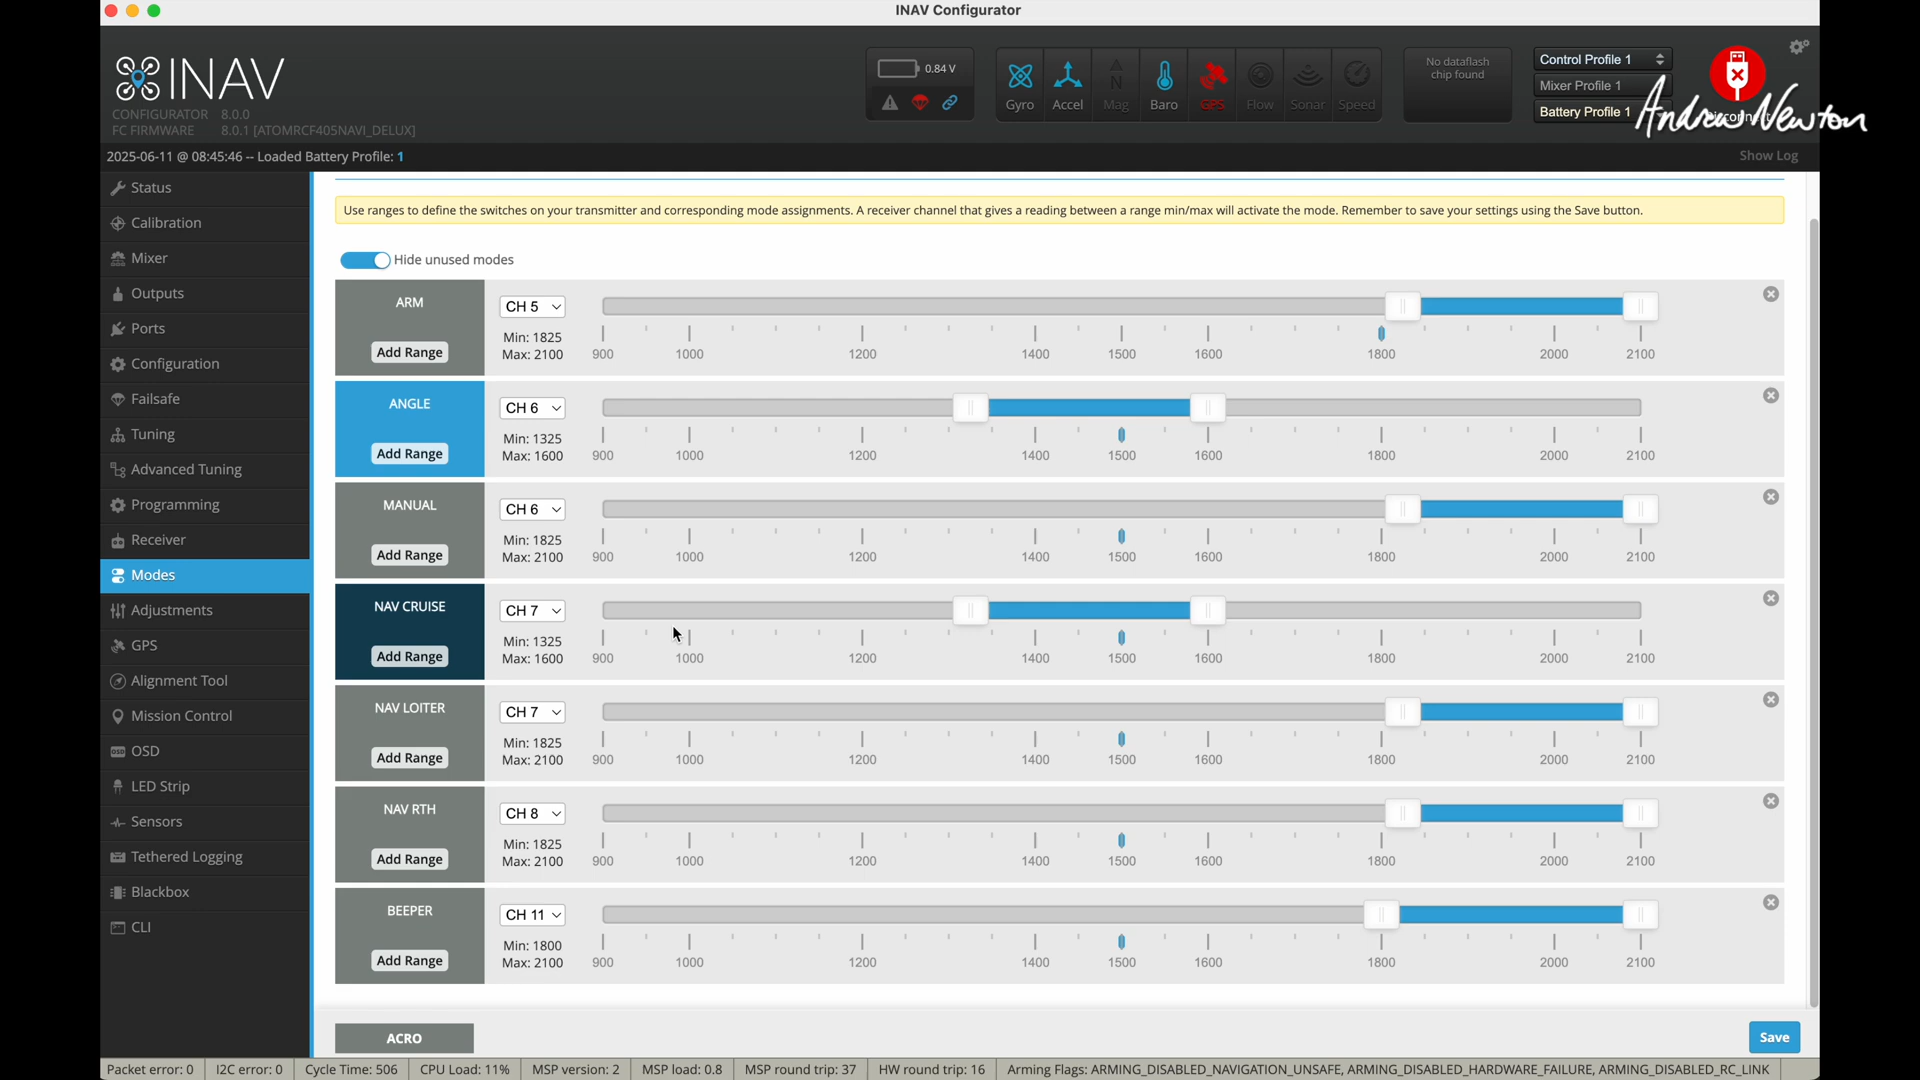 INAV Configurator
INAV
CONFIGURATOR 8.0.0
FC FIRMWARE 8.0.1 [ATOMRCF405NAVI_DELUX]
0.84 V
Gyro Accel Mag Baro GPS Flow Sonar Speed
No dataflash
chip found
Control Profile 1
Mixer Profile 1
Battery Profile 1
Andrew Newton
2025-06-11 @ 08:45:46 -- Loaded Battery Profile: 1
Show Log
Status
Calibration
Mixer
Outputs
Ports
Configuration
Failsafe
Tuning
Advanced Tuning
Programming
Receiver
Modes
Adjustments
GPS
Alignment Tool
Mission Control
OSD
LED Strip
Sensors
Tethered Logging
Blackbox
CLI
Use ranges to define the switches on your transmitter and corresponding mode assignments. A receiver channel that gives a reading between a range min/max will activate the mode. Remember to save your settings using the Save button.
Hide unused modes
ARM
Add Range
CH 5
Min: 1825
Max: 2100
900 1000 1200 1400 1500 1600 1800 2000 2100
ANGLE
Add Range
CH 6
Min: 1325
Max: 1600
900 1000 1200 1400 1500 1600 1800 2000 2100
MANUAL
Add Range
CH 6
Min: 1825
Max: 2100
900 1000 1200 1400 1500 1600 1800 2000 2100
NAV CRUISE
Add Range
CH 7
Min: 1325
Max: 1600
900 1000 1200 1400 1500 1600 1800 2000 2100
NAV LOITER
Add Range
CH 7
Min: 1825
Max: 2100
900 1000 1200 1400 1500 1600 1800 2000 2100
NAV RTH
Add Range
CH 8
Min: 1825
Max: 2100
900 1000 1200 1400 1500 1600 1800 2000 2100
BEEPER
Add Range
CH 11
Min: 1800
Max: 2100
900 1000 1200 1400 1500 1600 1800 2000 2100
ACRO
Save
Packet error: 0 I2C error: 0 Cycle Time: 506 CPU Load: 11% MSP version: 2 MSP load: 0.8 MSP round trip: 37 HW round trip: 16 Arming Flags: ARMING_DISABLED_NAVIGATION_UNSAFE, ARMING_DISABLED_HARDWARE_FAILURE, ARMING_DISABLED_RC_LINK